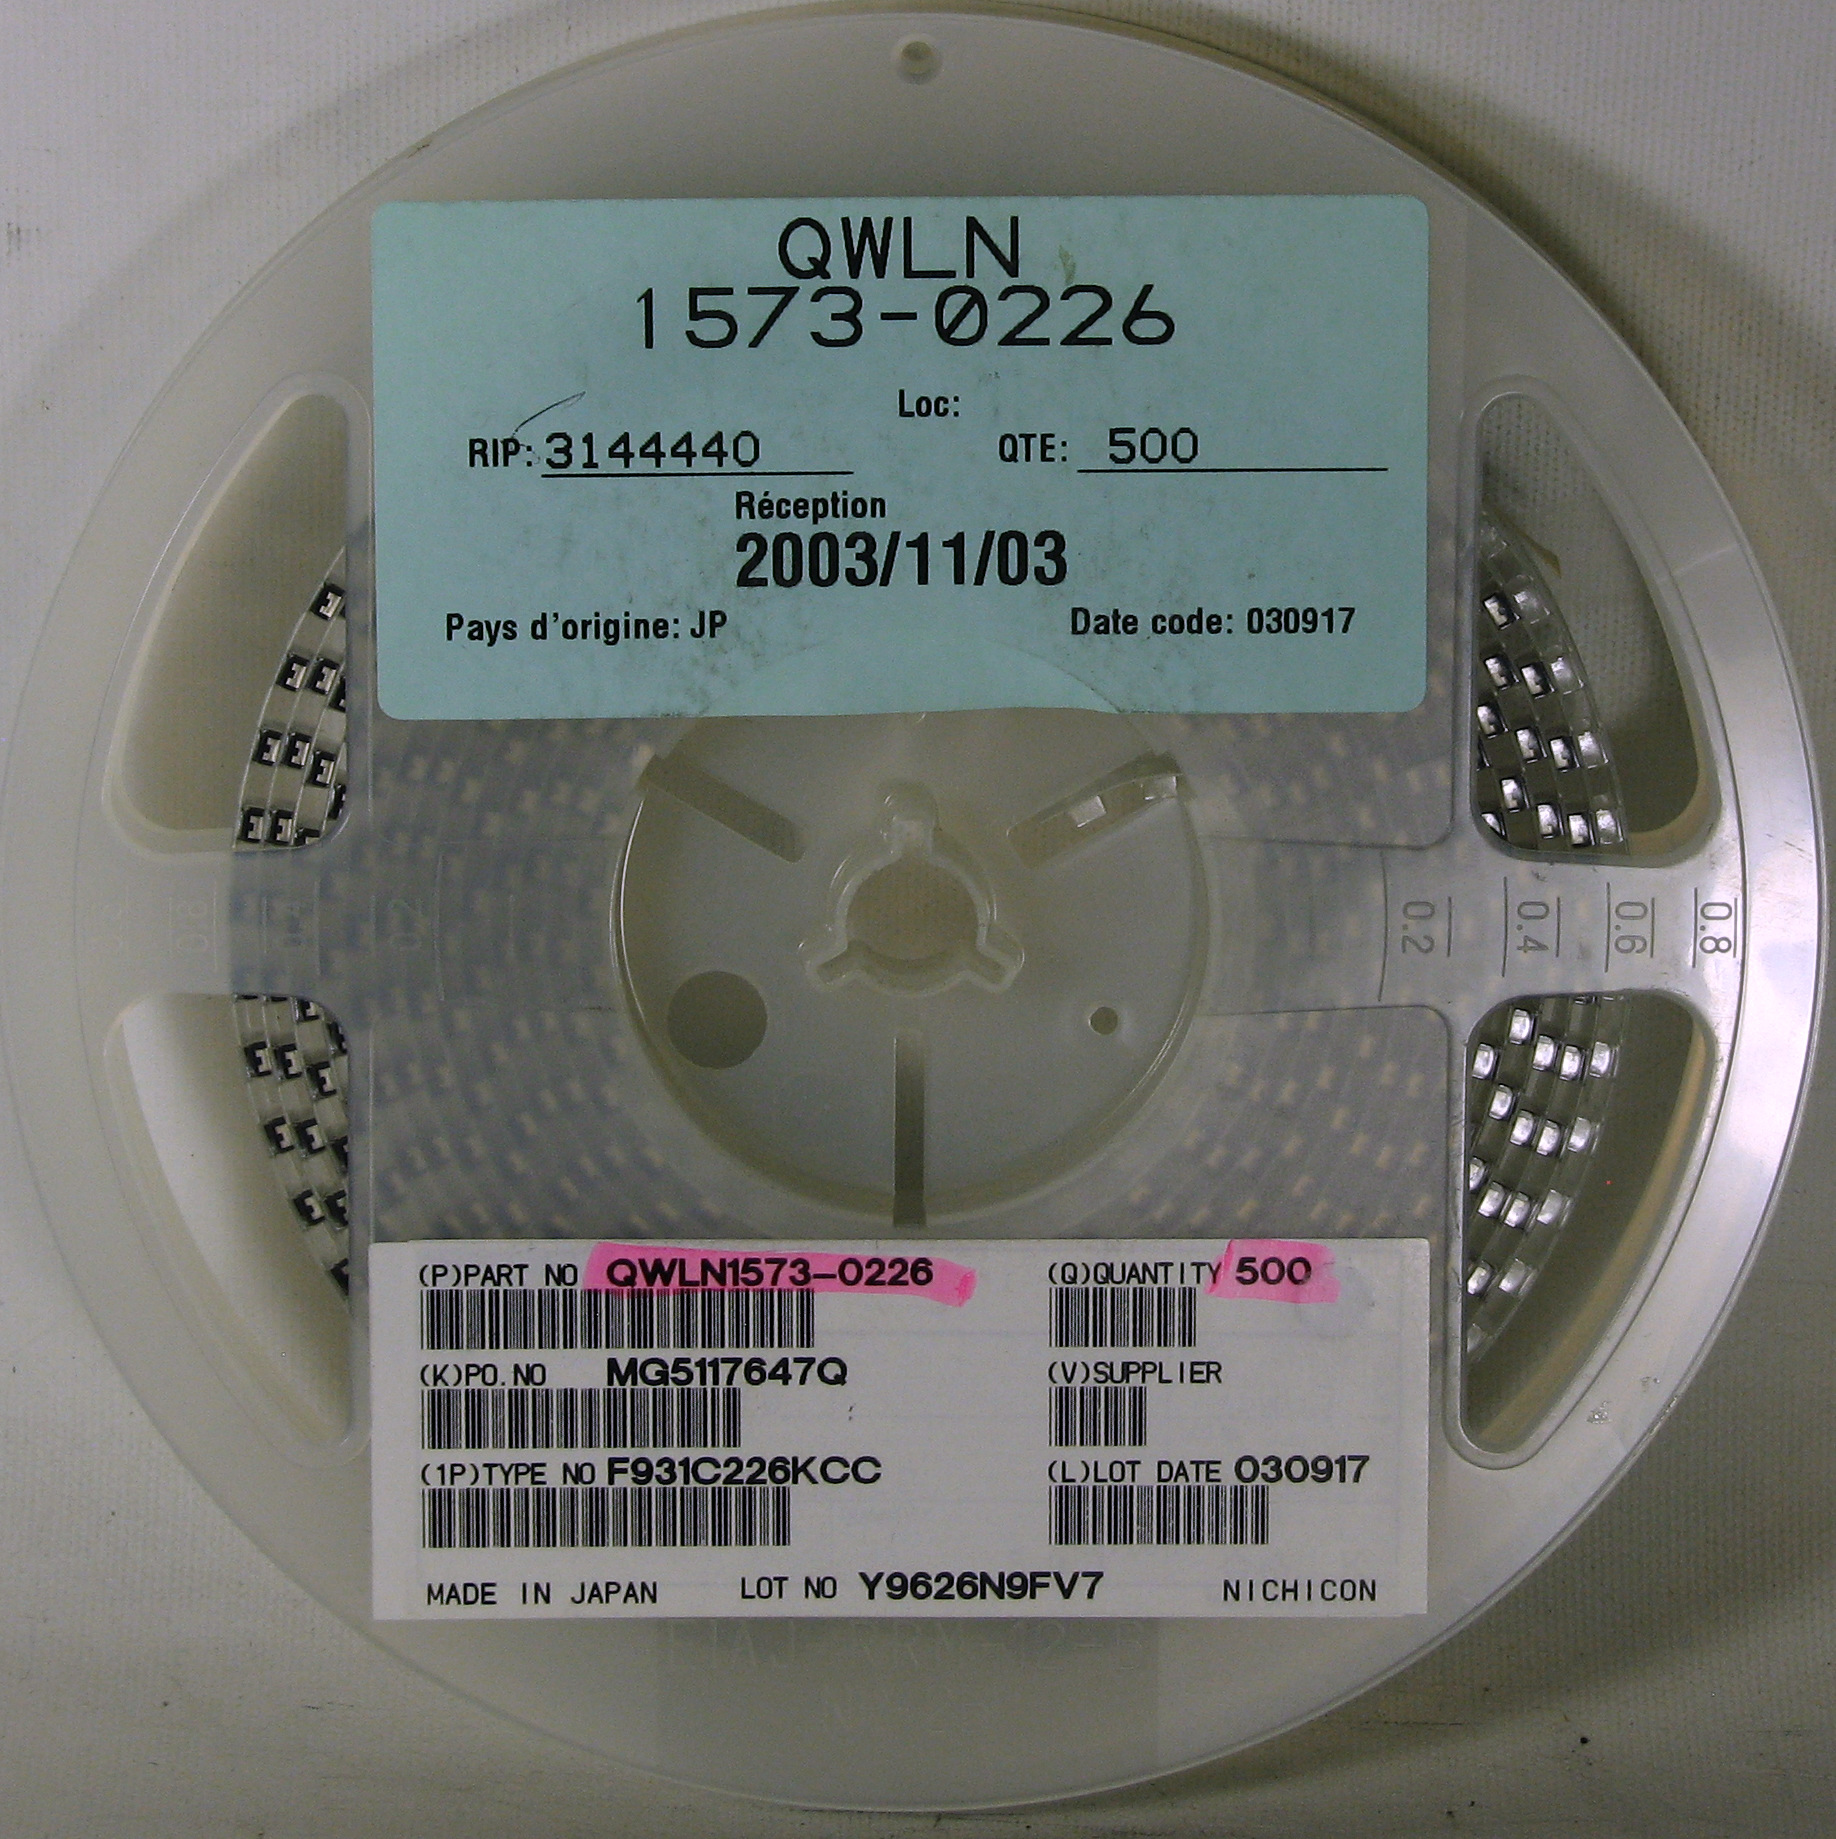 QWLN
1573-0226
Loc:
RIP: 3144440 QTE: 500
Réception
2003/11/03
Pays d'origine: JP Date code: 030917
0.2 0.4 0.6 0.8
(P)PART NO QWLN1573-0226 (Q)QUANTITY 500
(K)PO.NO MG5117647Q (V)SUPPLIER
(1P)TYPE NO F931C226KCC (L)LOT DATE 030917
MADE IN JAPAN LOT NO Y9626N9FV7 NICHICON